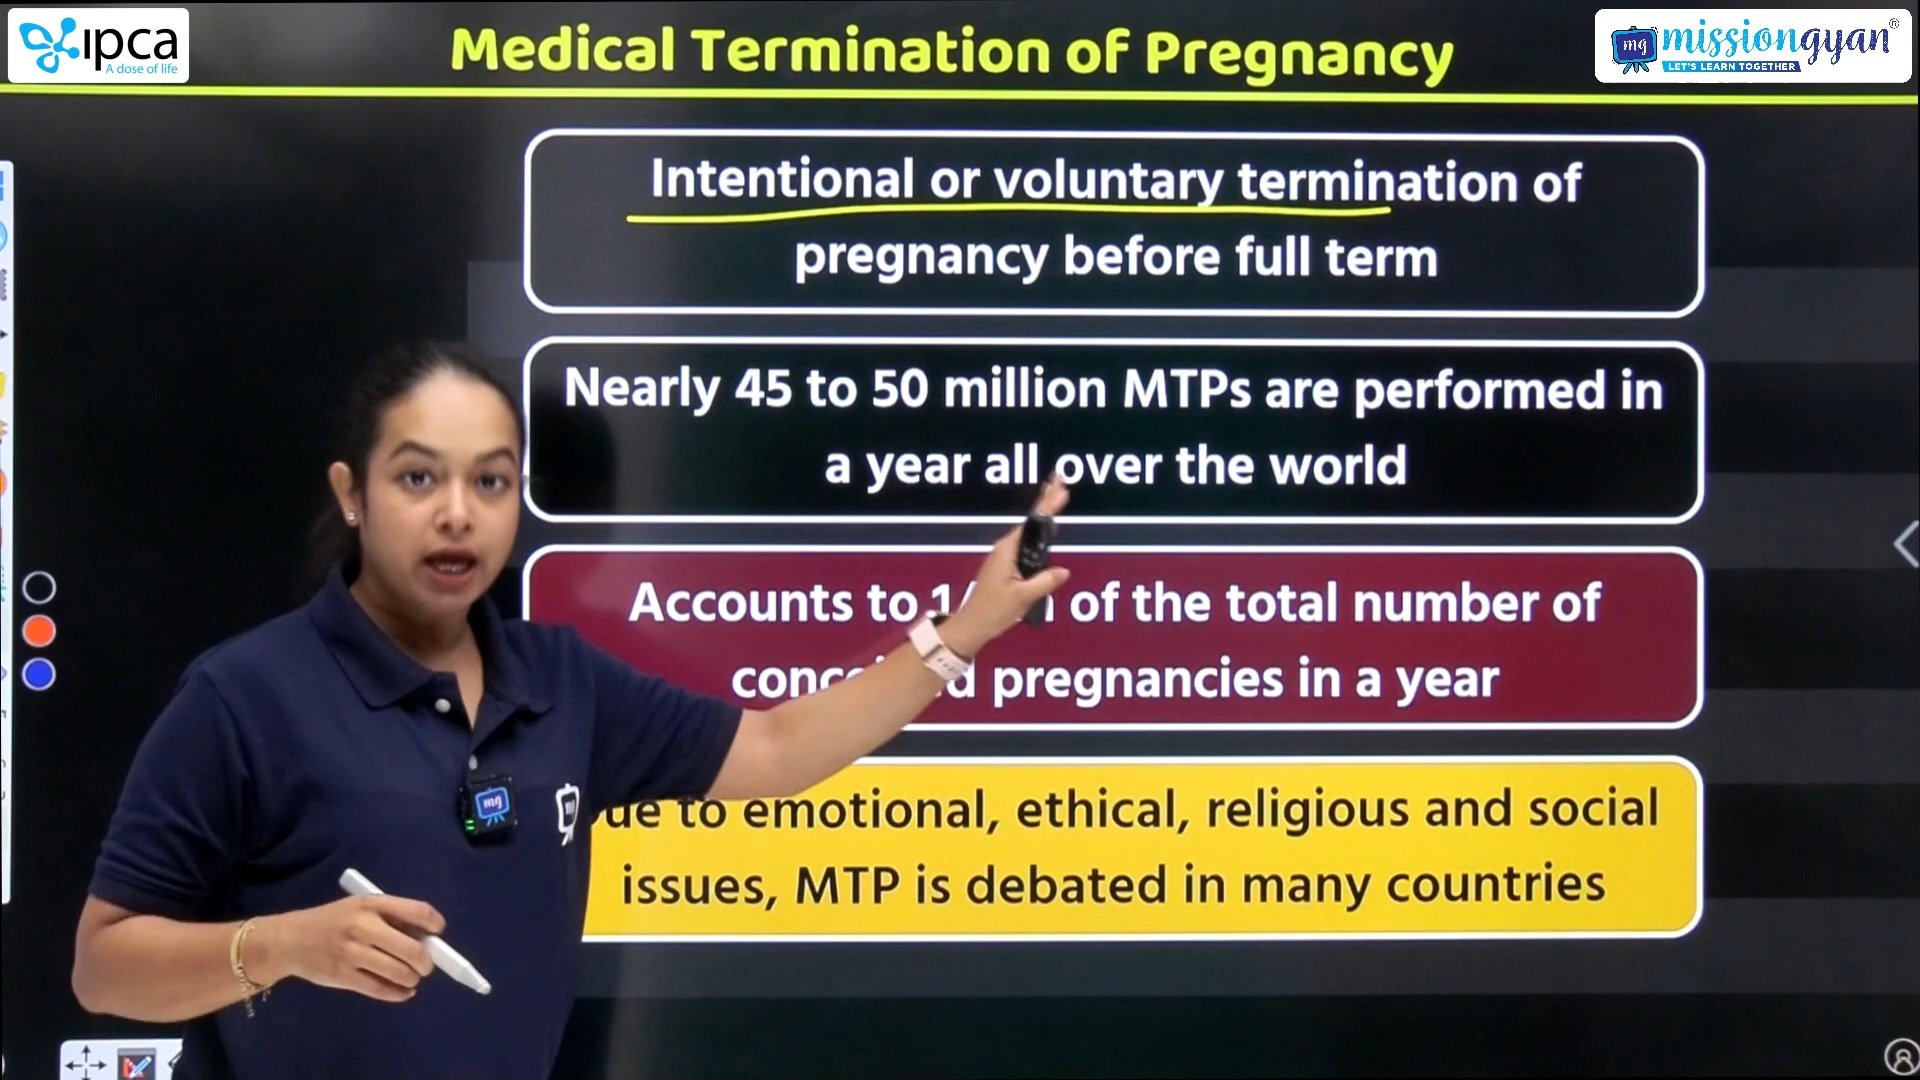 ipca
A dose of life
Medical Termination of Pregnancy
mg missiongyan®
LET'S LEARN TOGETHER
Intentional or voluntary termination of
pregnancy before full term
Nearly 45 to 50 million MTPs are performed in
a year all over the world
Accounts to of the total number of
pregnancies in a year
to emotional, ethical, religious and social
issues, MTP is debated in many countries
mg